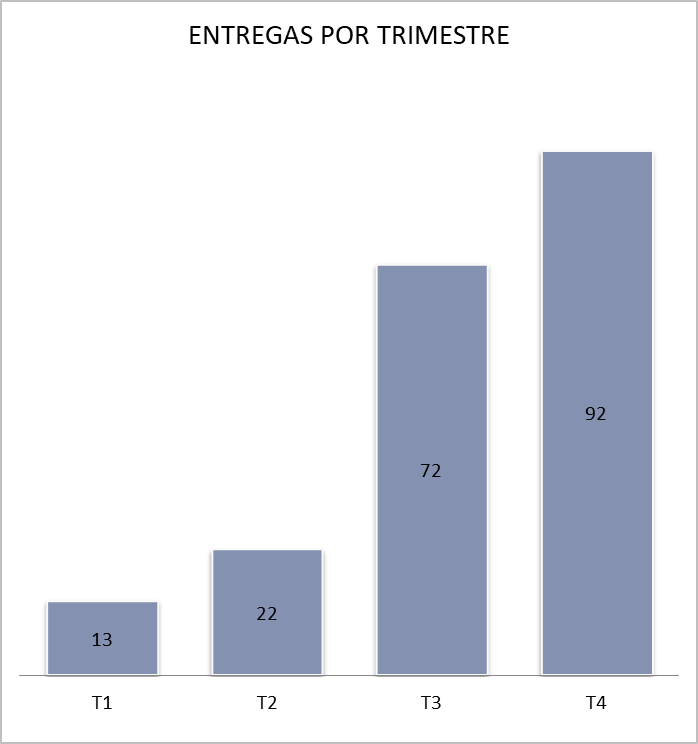 ENTREGAS POR TRIMESTRE
92
72
22
13
T1 T2 T3 T4